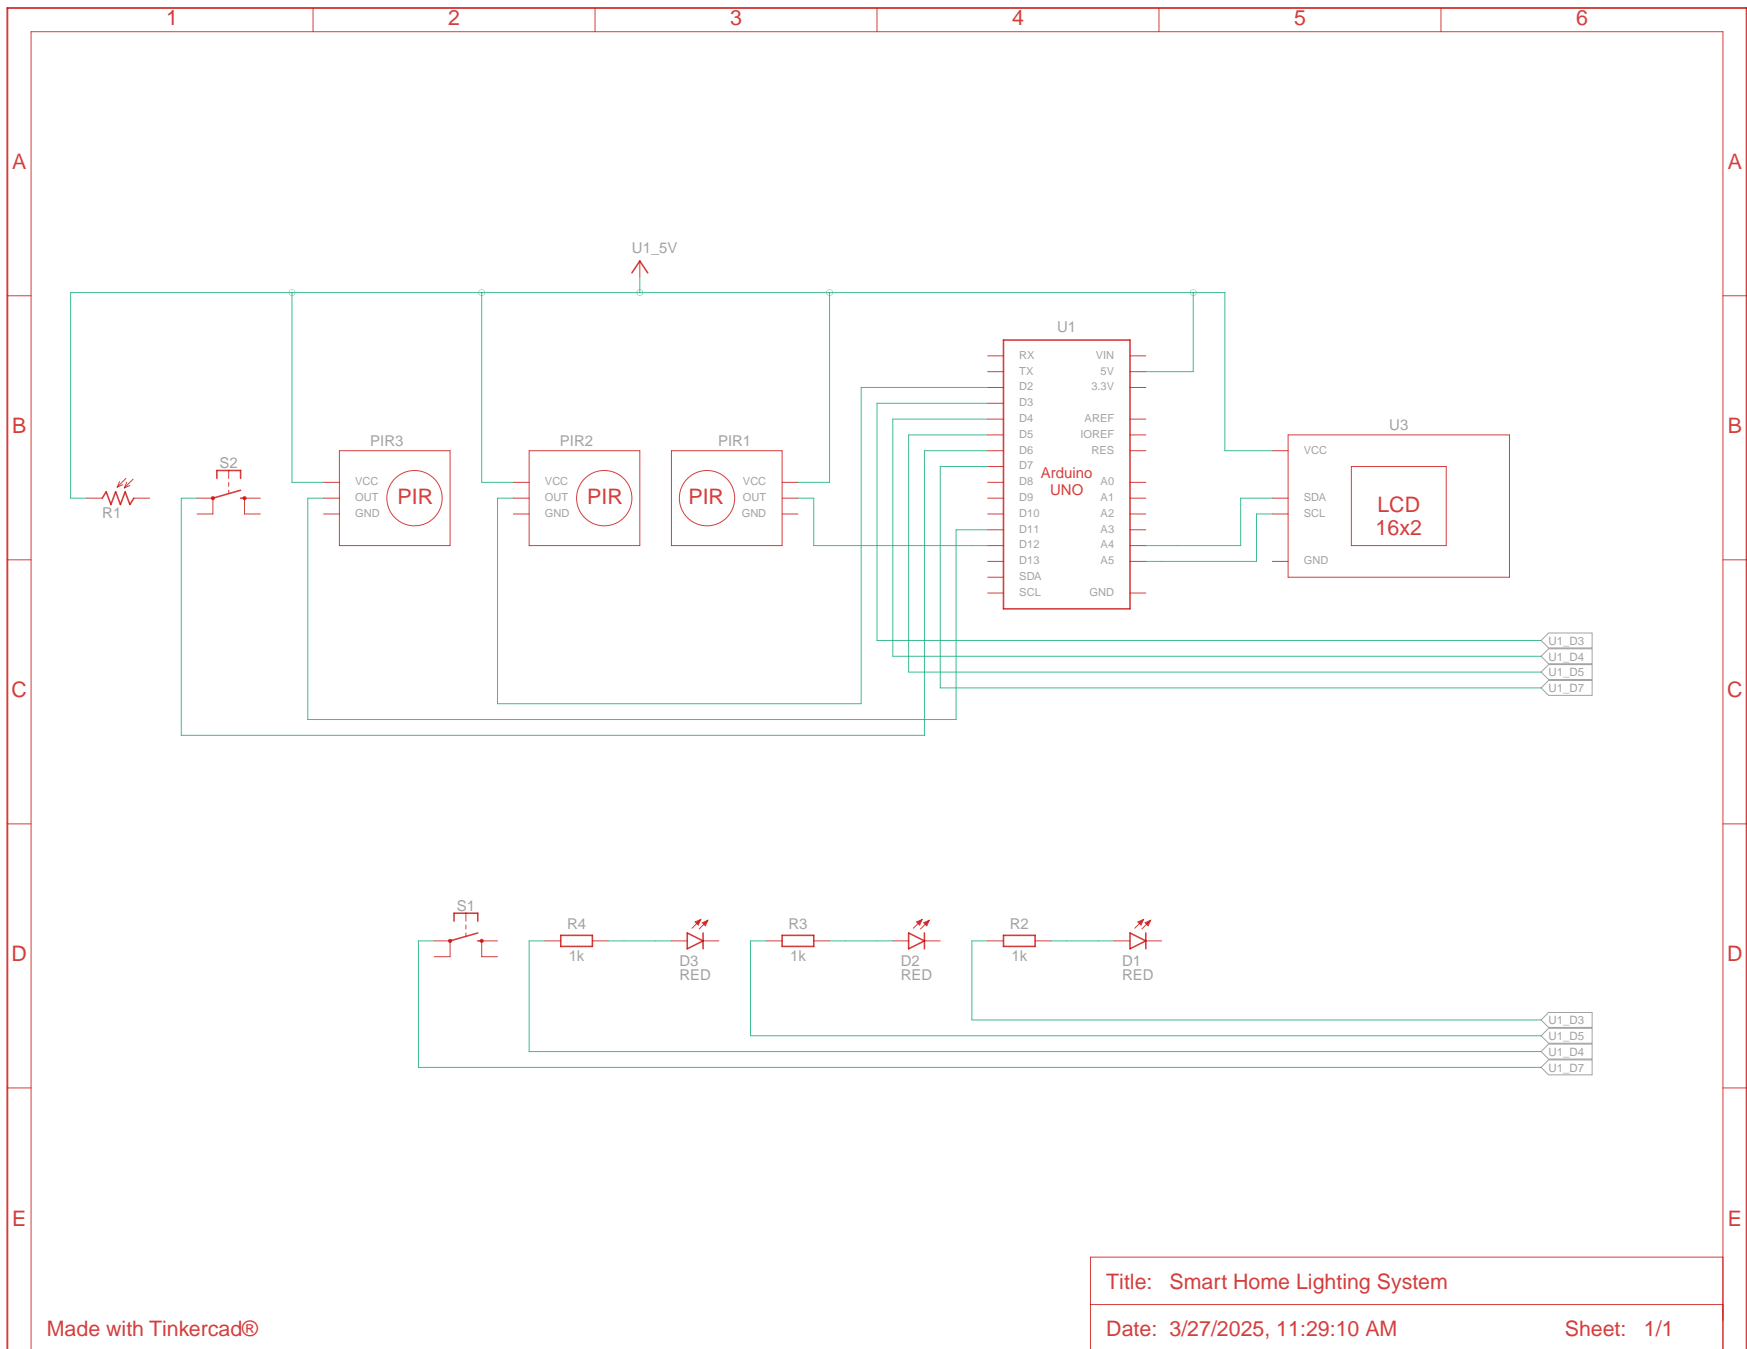 1 2 3 4 5 6
A A
U1_5V
B B
U1
RX VIN
TX 5V
D2 3.3V
D3
D4 AREF
D5 IOREF
D6 RES
D7
D8 A0
D9 A1
D10 A2
D11 A3
D12 A4
D13 A5
SDA
SCL GND
Arduino
UNO
U3
VCC
SDA
SCL
GND
LCD
16x2
PIR3
VCC
OUT
GND
PIR
PIR2
VCC
OUT
GND
PIR
PIR1
PIR
VCC
OUT
GND
S2
R1
U1_D3
U1_D4
U1_D5
U1_D7
C C
S1
R4
1k
D3
RED
R3
1k
D2
RED
R2
1k
D1
RED
D D
U1_D3
U1_D5
U1_D4
U1_D7
E E
Title: Smart Home Lighting System
Made with Tinkercad®
Date: 3/27/2025, 11:29:10 AM Sheet: 1/1